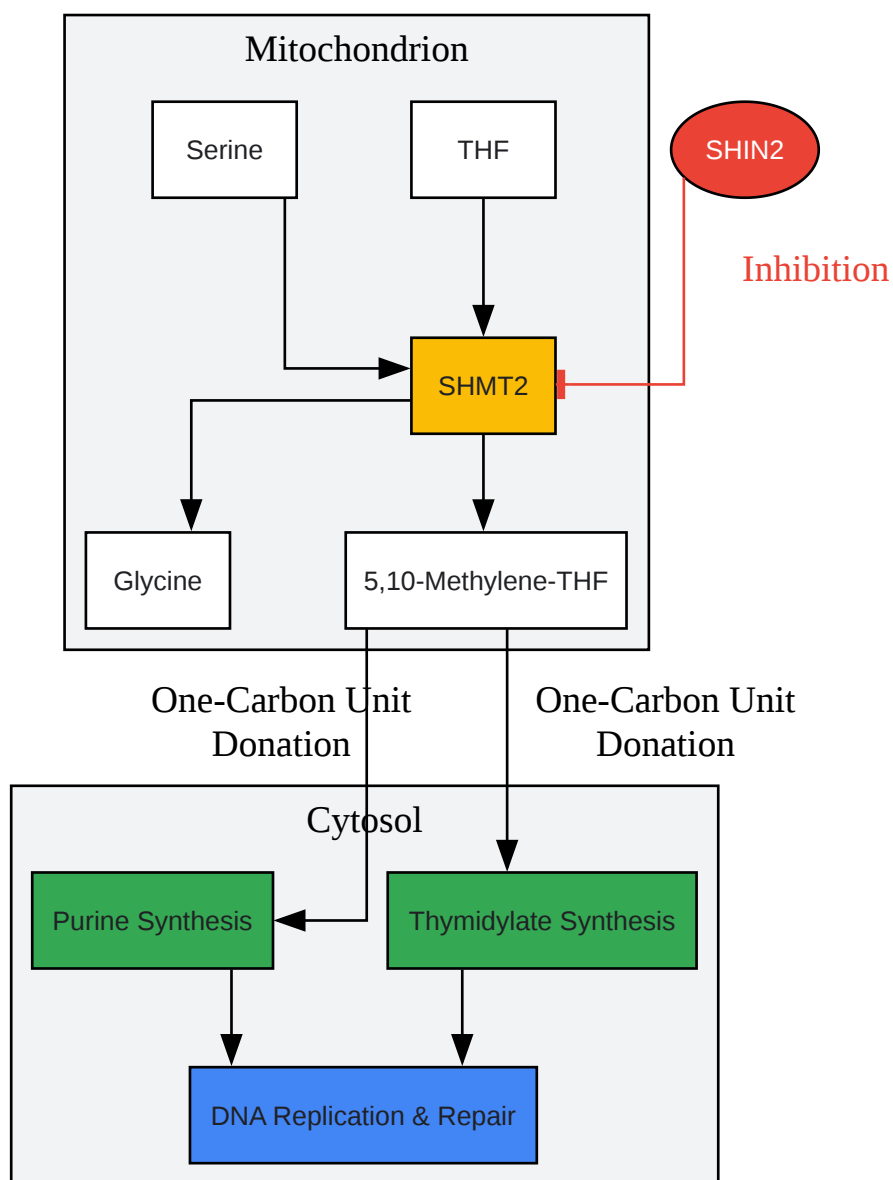 Mitochondrion
Serine
THF
SHIN2
Inhibition
SHMT2
Glycine
5,10-Methylene-THF
One-Carbon Unit
Donation
One-Carbon Unit
Donation
Cytosol
Purine Synthesis
Thymidylate Synthesis
DNA Replication & Repair